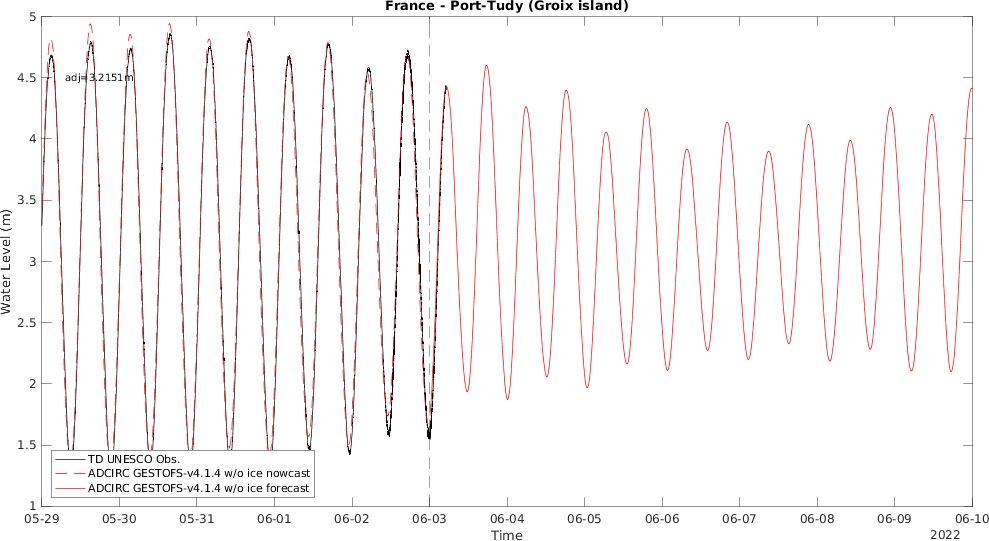 France - Port-Tudy (Groix island)
5
4.5
4
3.5
3
2.5
2
1.5
1
Water Level (m)
adj=3.2151m
TD UNESCO Obs.
ADCIRC GESTOFS-v4.1.4 w/o ice nowcast
ADCIRC GESTOFS-v4.1.4 w/o ice forecast
05-29 05-30 05-31 06-01 06-02 06-03 06-04 06-05 06-06 06-07 06-08 06-09 06-10
Time
2022